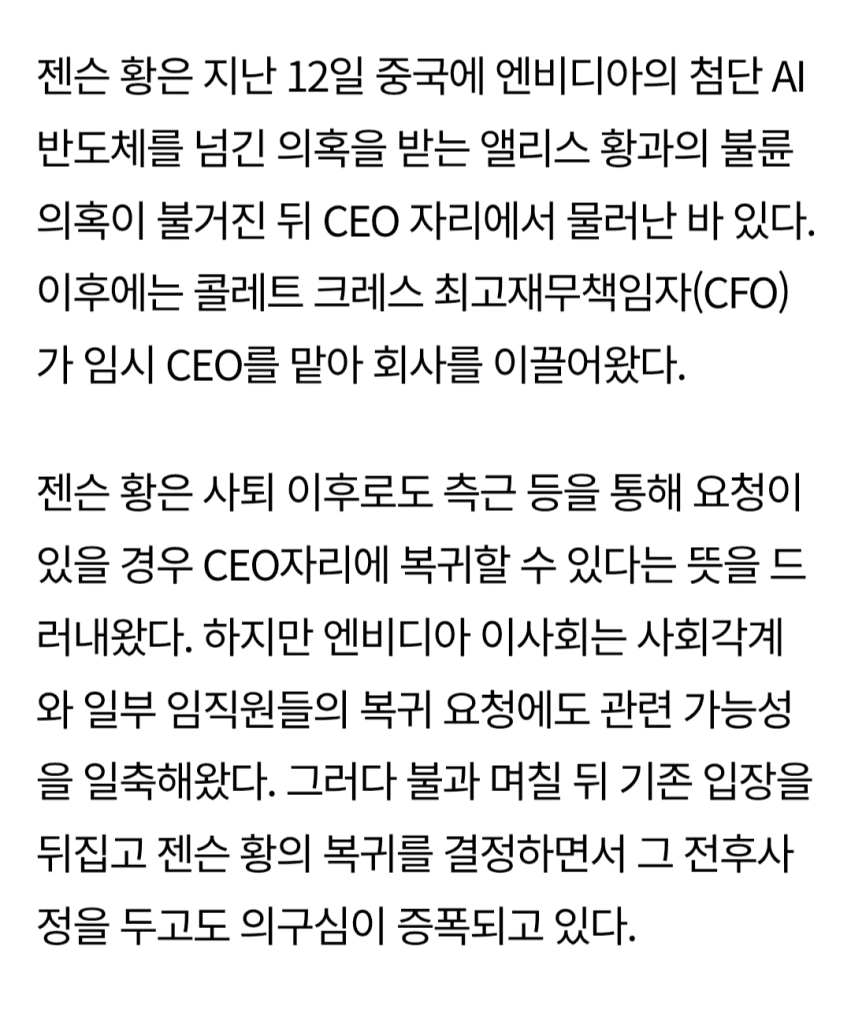 젠슨 황은 지난 12일 중국에 엔비디아의 첨단 AI
반도체를 넘긴 의혹을 받는 앨리스 황과의 불륜
의혹이 불거진 뒤 CEO 자리에서 물러난 바 있다.
이후에는 콜레트 크레스 최고재무책임자(CFO)
가 임시 CEO를 맡아 회사를 이끌어왔다.
젠슨 황은 사퇴 이후로도 측근 등을 통해 요청이
있을 경우 CEO자리에 복귀할 수 있다는 뜻을 드
러내왔다. 하지만 엔비디아 이사회는 사회각계
와 일부 임직원들의 복귀 요청에도 관련 가능성
을 일축해왔다. 그러다 불과 며칠 뒤 기존 입장을
뒤집고 젠슨 황의 복귀를 결정하면서 그 전후사
정을 두고도 의구심이 증폭되고 있다.